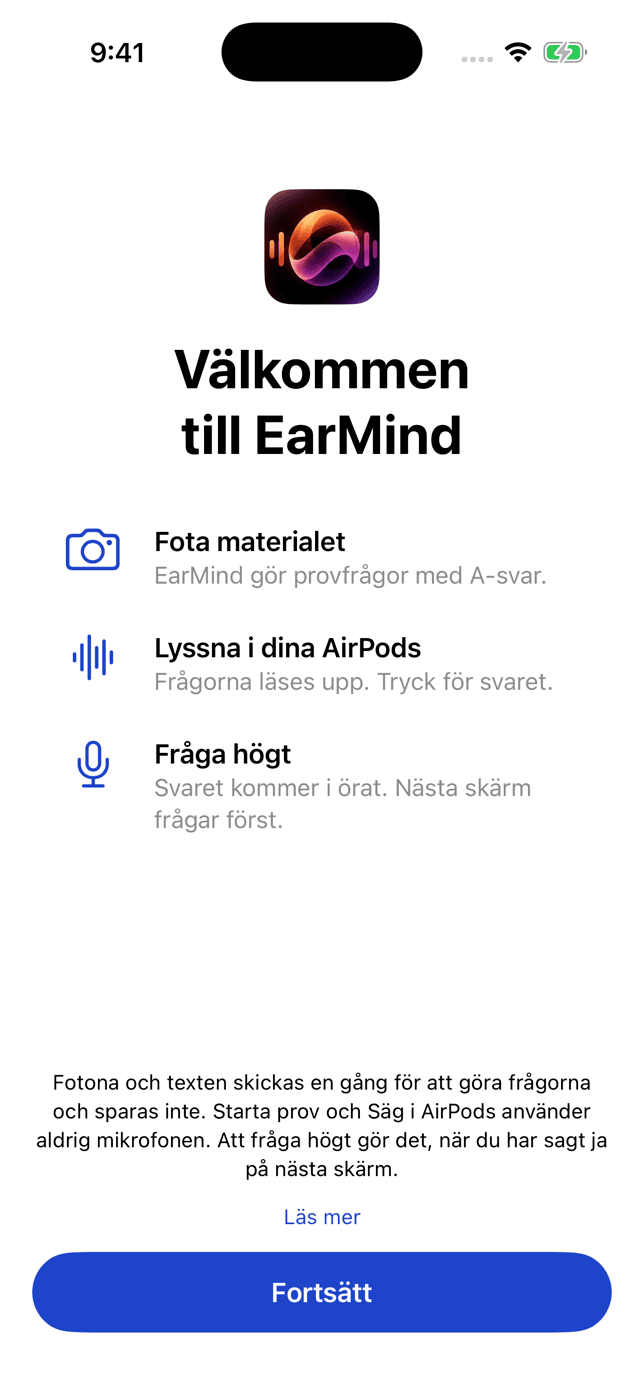 9:41
Välkommen
till EarMind
Fota materialet
EarMind gör provfrågor med A-svar.
Lyssna i dina AirPods
Frågorna läses upp. Tryck för svaret.
Fråga högt
Svaret kommer i örat. Nästa skärm
frågar först.
Fotona och texten skickas en gång för att göra frågorna
och sparas inte. Starta prov och Säg i AirPods använder
aldrig mikrofonen. Att fråga högt gör det, när du har sagt ja
på nästa skärm.
Läs mer
Fortsätt